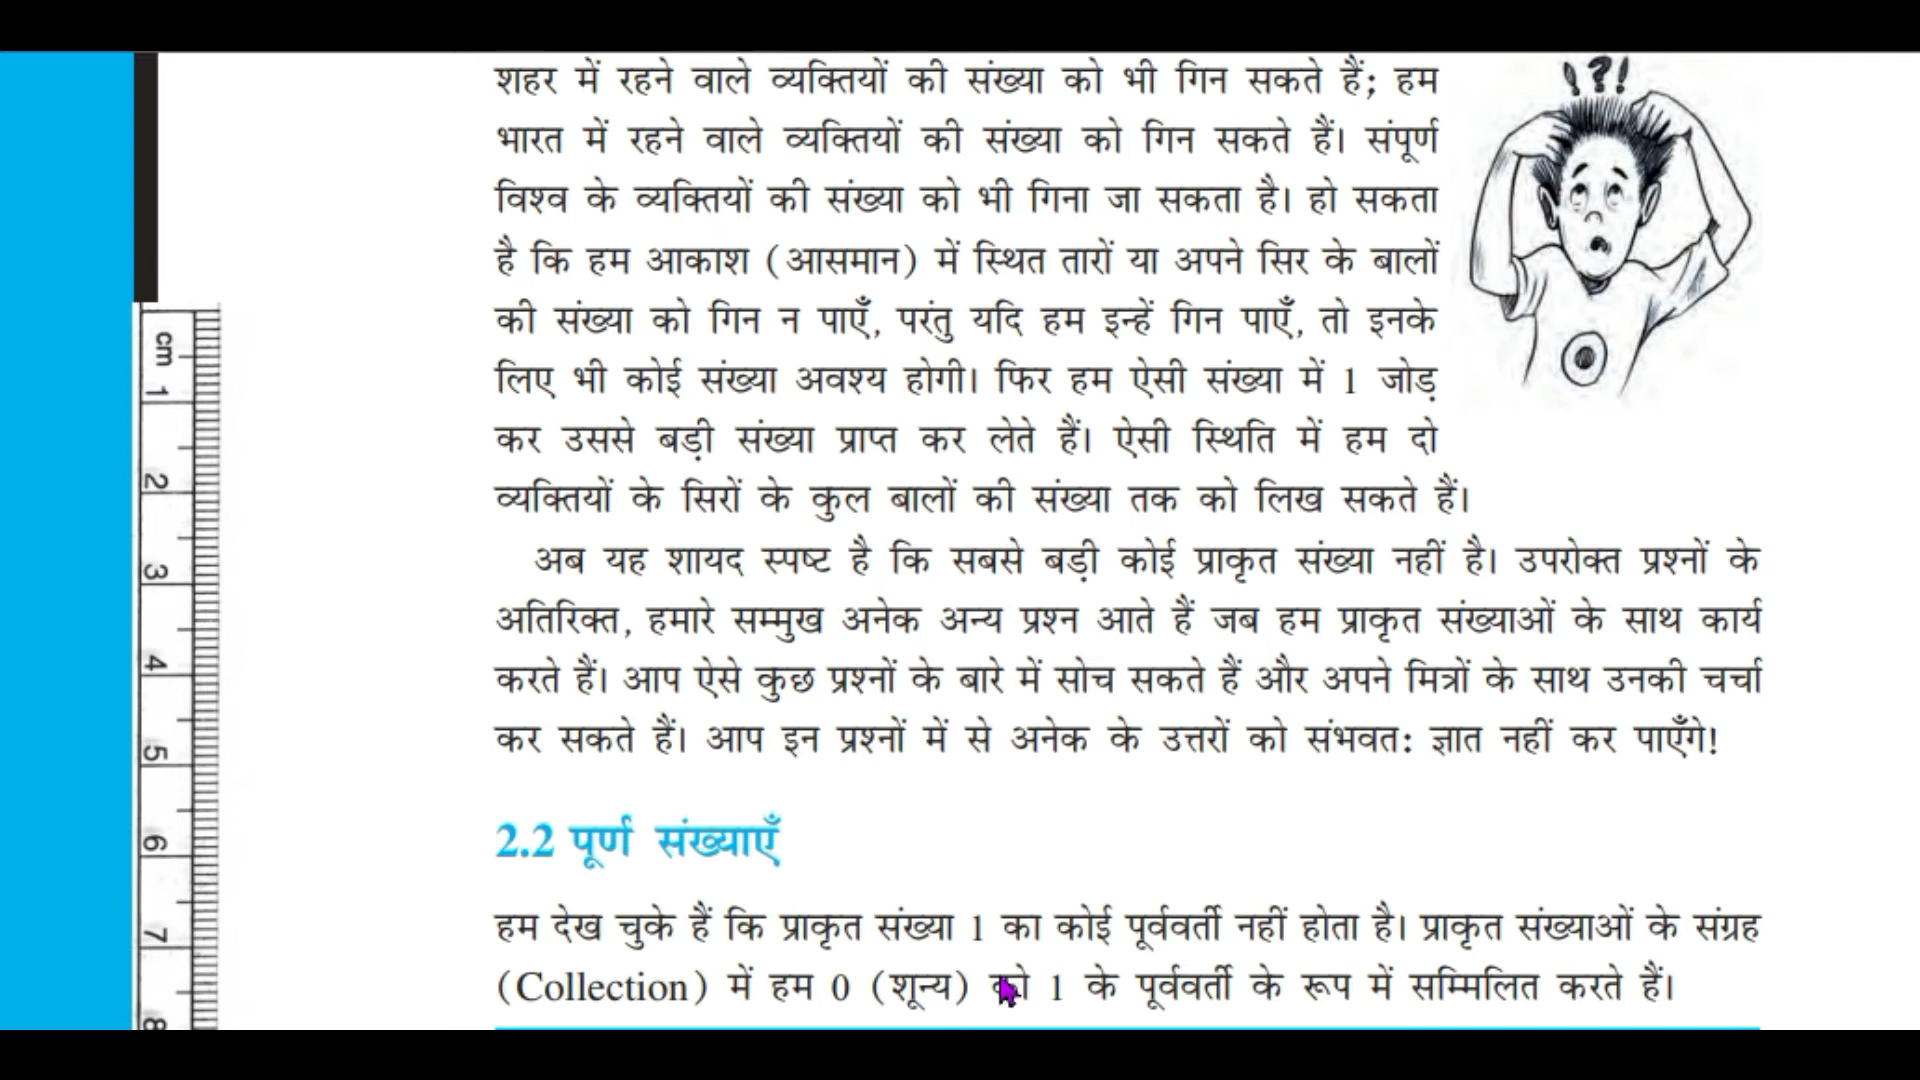 !?!
शहर में रहने वाले व्यक्तियों की संख्या को भी गिन सकते हैं; हम
भारत में रहने वाले व्यक्तियों की संख्या को गिन सकते हैं। संपूर्ण
विश्व के व्यक्तियों की संख्या को भी गिना जा सकता है। हो सकता
है कि हम आकाश (आसमान) में स्थित तारों या अपने सिर के बालों
की संख्या को गिन न पाएँ, परंतु यदि हम इन्हें गिन पाएँ, तो इनके
लिए भी कोई संख्या अवश्य होगी। फिर हम ऐसी संख्या में 1 जोड़
कर उससे बड़ी संख्या प्राप्त कर लेते हैं। ऐसी स्थिति में हम दो
व्यक्तियों के सिरों के कुल बालों की संख्या तक को लिख सकते हैं।
अब यह शायद स्पष्ट है कि सबसे बड़ी कोई प्राकृत संख्या नहीं है। उपरोक्त प्रश्नों के
अतिरिक्त, हमारे सम्मुख अनेक अन्य प्रश्न आते हैं जब हम प्राकृत संख्याओं के साथ कार्य
करते हैं। आप ऐसे कुछ प्रश्नों के बारे में सोच सकते हैं और अपने मित्रों के साथ उनकी चर्चा
कर सकते हैं। आप इन प्रश्नों में से अनेक के उत्तरों को संभवत: ज्ञात नहीं कर पाएँगे!
2.2 पूर्ण संख्याएँ
हम देख चुके हैं कि प्राकृत संख्या 1 का कोई पूर्ववर्ती नहीं होता है। प्राकृत संख्याओं के संग्रह
(Collection) में हम 0 (शून्य) को 1 के पूर्ववर्ती के रूप में सम्मिलित करते हैं।
cm
1
2
3
4
5
6
7
8